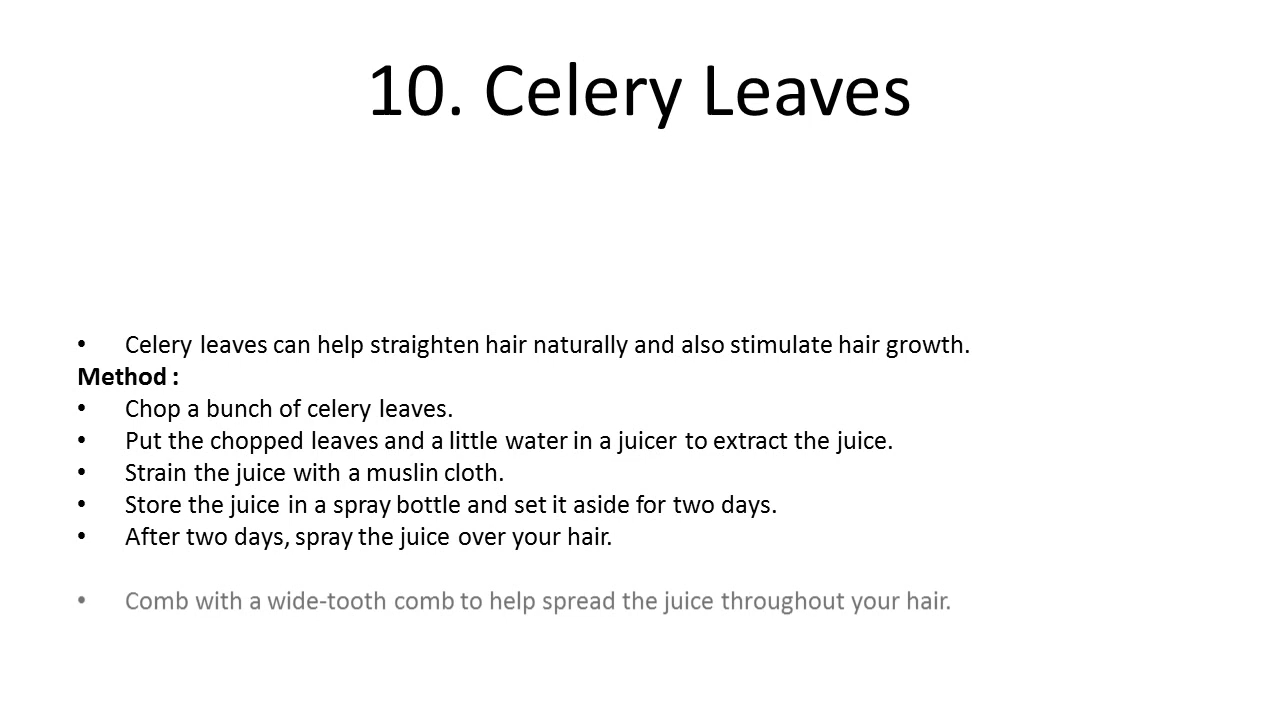 10. Celery Leaves
• Celery leaves can help straighten hair naturally and also stimulate hair growth.
Method :
• Chop a bunch of celery leaves.
• Put the chopped leaves and a little water in a juicer to extract the juice.
• Strain the juice with a muslin cloth.
• Store the juice in a spray bottle and set it aside for two days.
• After two days, spray the juice over your hair.
• Comb with a wide-tooth comb to help spread the juice throughout your hair.